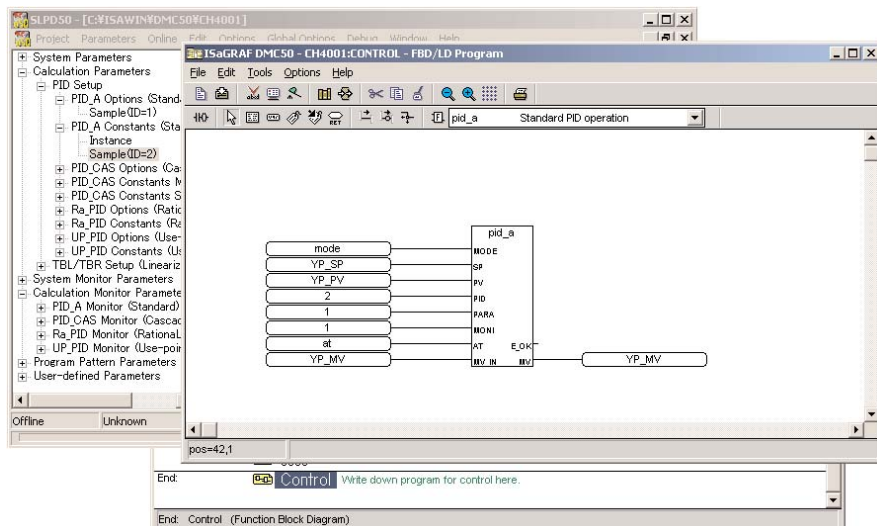 SLPD50 - [C:¥ISAWIN¥DMC50¥CH4001]
Project Parameters Online Edit Options Global Options Debug Window Help
System Parameters
Calculation Parameters
PID Setup
PID_A Options (Stand
Sample(ID=1)
PID_A Constants (Sta
Instance
Sample(ID=2)
PID_CAS Options (Ca
PID_CAS Constants M
PID_CAS Constants S
Ra_PID Options (Ratio
Ra_PID Constants (Ra
UP_PID Options (Use-
UP_PID Constants (Us
TBL/TBR Setup (Lineariz
System Monitor Parameters
Calculation Monitor Paramete
PID_A Monitor (Standard)
PID_CAS Monitor (Cascad
Ra_PID Monitor (RationaL
UP_PID Monitor (Use-poir
Program Pattern Parameters
User-defined Parameters
Offline Unknown
ISaGRAF DMC50 - CH4001:CONTROL - FBD/LD Program
File Edit Tools Options Help
RET
pid_a Standard PID operation
pid_a
mode MODE
YP_SP SP
YP_PV PV
2 PID
1 PARA
1 MONI
at AT E_OK
YP_MV MV IN MV YP_MV
pos=42,1
End: Control Write down program for control here.
End: Control (Function Block Diagram)